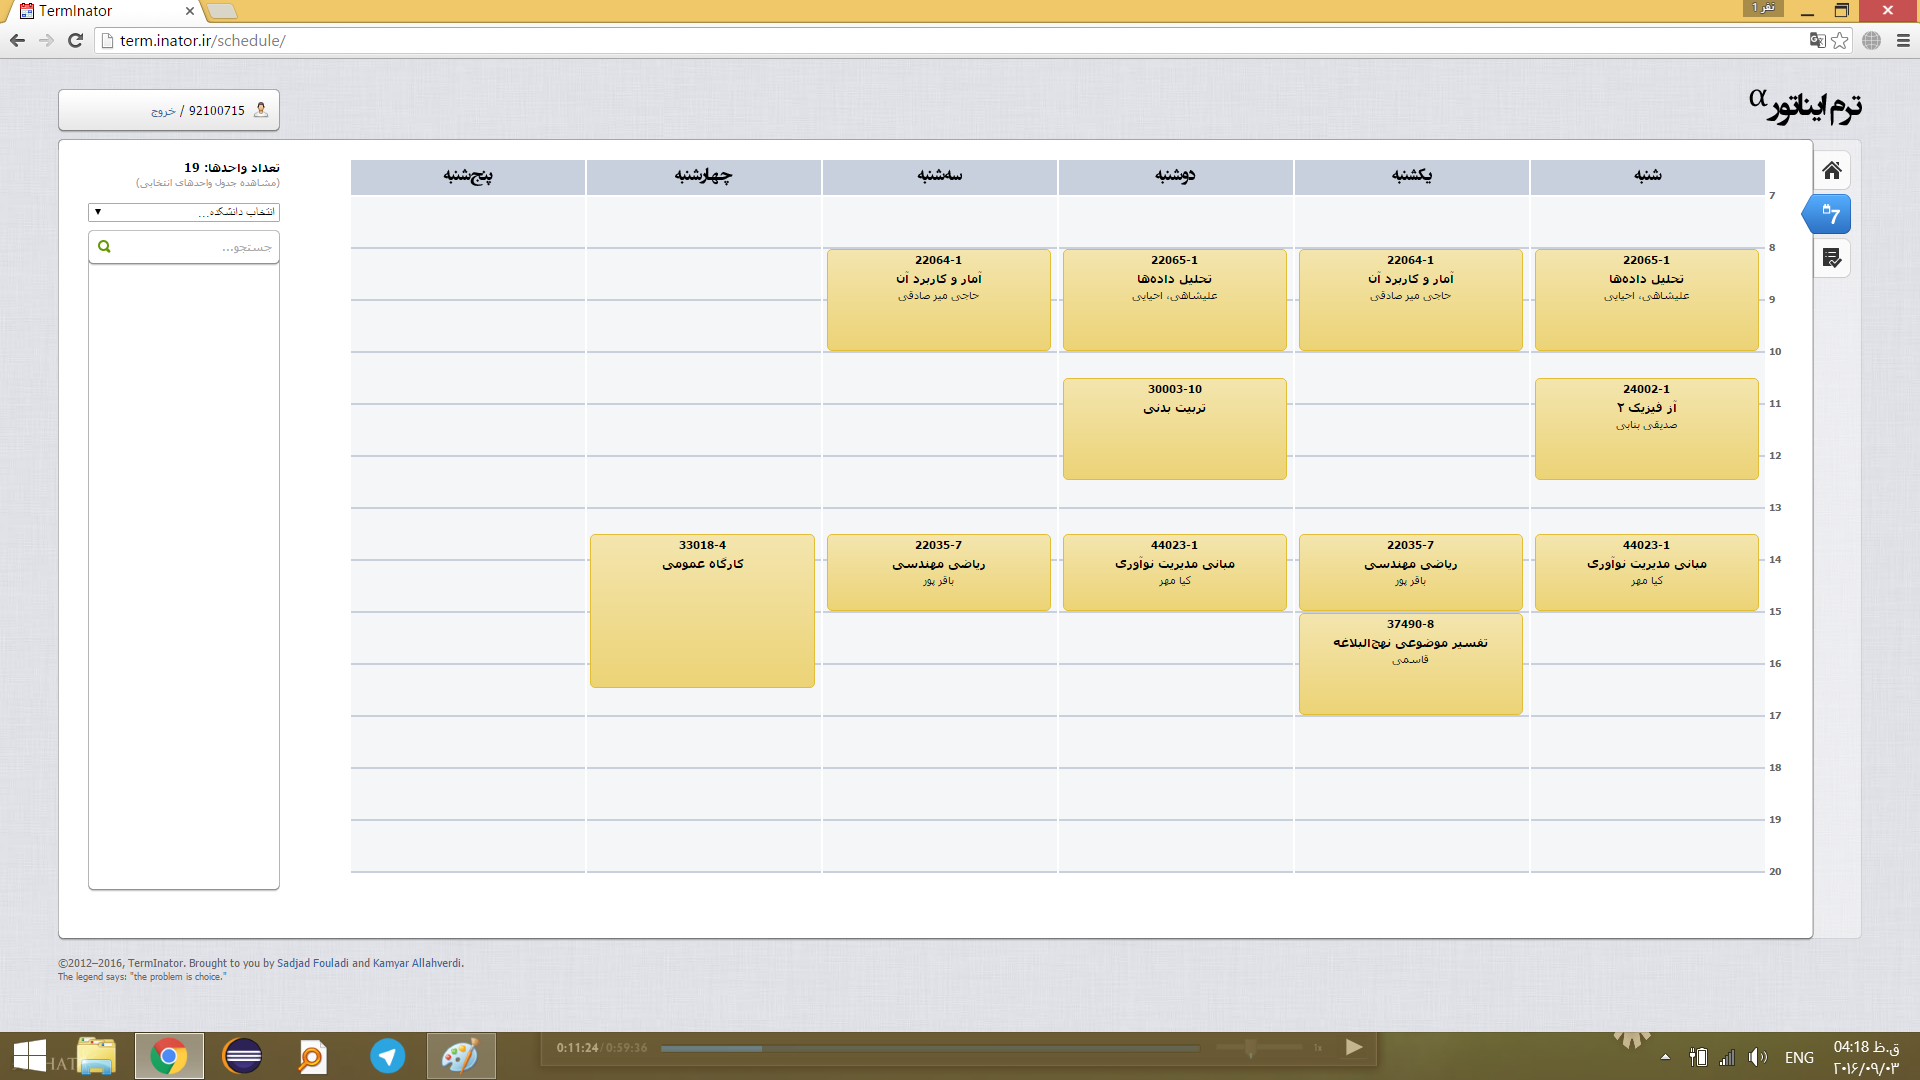 TermInator
نفر 1
term.inator.ir/schedule/
ترم‌ایناتور α
92100715 / خروج
تعداد واحدها: 19
(مشاهده جدول واحدهای انتخابی)
انتخاب دانشکده...
جستجو...
شنبه
یکشنبه
دوشنبه
سه‌شنبه
چهارشنبه
پنج‌شنبه
7
8
22065-1
تحلیل داده‌ها
علیشاهی، احیایی
22064-1
آمار و کاربرد آن
حاجی میر صادقی
22065-1
تحلیل داده‌ها
علیشاهی، احیایی
22064-1
آمار و کاربرد آن
حاجی میر صادقی
9
10
24002-1
آز فیزیک ۲
صدیقی بنابی
30003-10
تربیت بدنی
11
12
13
44023-1
مبانی مدیریت نوآوری
کیا مهر
22035-7
ریاضی مهندسی
باقر پور
44023-1
مبانی مدیریت نوآوری
کیا مهر
22035-7
ریاضی مهندسی
باقر پور
33018-4
کارگاه عمومی
14
15
37490-8
تفسیر موضوعی نهج‌البلاغه
قاسمی
16
17
18
19
20
7
©2012–2016, TermInator. Brought to you by Sadjad Fouladi and Kamyar Allahverdi.
The legend says: "the problem is choice."
0:11:24 / 0:59:36
1x
ENG
04:18 ق.ظ
۲۰۱۶/۰۹/۰۳